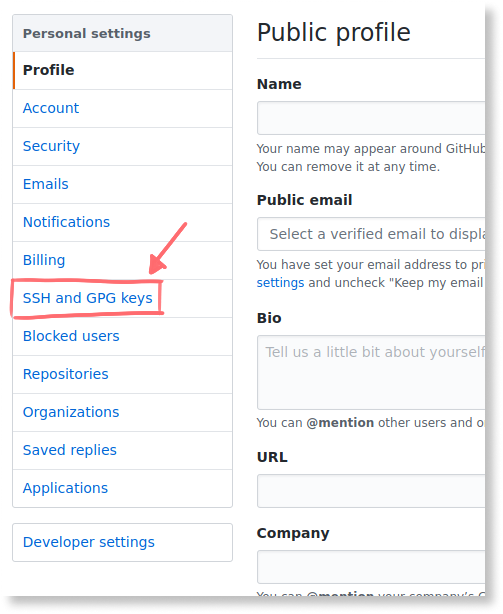 Personal settings
Profile
Account
Security
Emails
Notifications
Billing
SSH and GPG keys
Blocked users
Repositories
Organizations
Saved replies
Applications
Developer settings
Public profile
Name
Your name may appear around GitHub
You can remove it at any time.
Public email
Select a verified email to displa
You have set your email address to pri
settings and uncheck "Keep my email
Bio
Tell us a little bit about yourself
You can @mention other users and o
URL
Company
You can @mention your company's G